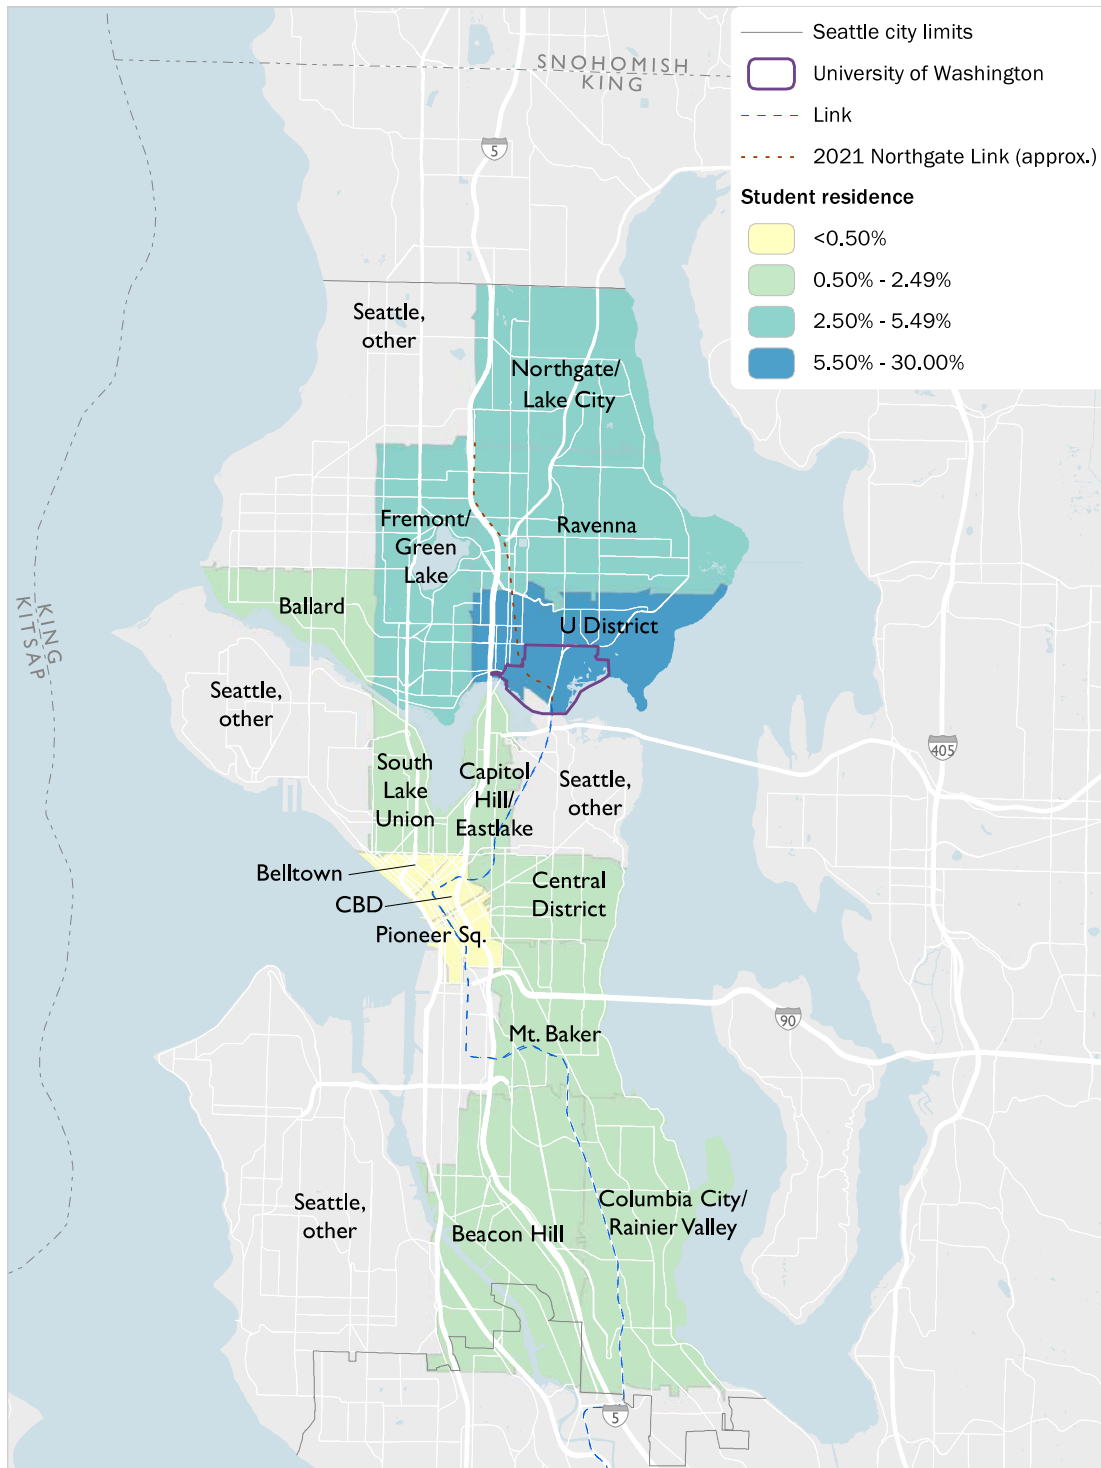 Seattle city limits
University of Washington
Link
2021 Northgate Link (approx.)
Student residence
<0.50%
0.50% - 2.49%
2.50% - 5.49%
5.50% - 30.00%
SNOHOMISH
KING
5
Seattle,
other
Northgate/
Lake City
Fremont/
Green
Lake
Ravenna
Ballard
U District
KING
KITSAP
Seattle,
other
405
South
Lake
Union
Capitol
Hill/
Eastlake
Seattle,
other
Belltown
CBD
Central
District
Pioneer Sq.
90
Mt. Baker
Seattle,
other
Beacon Hill
Columbia City/
Rainier Valley
5